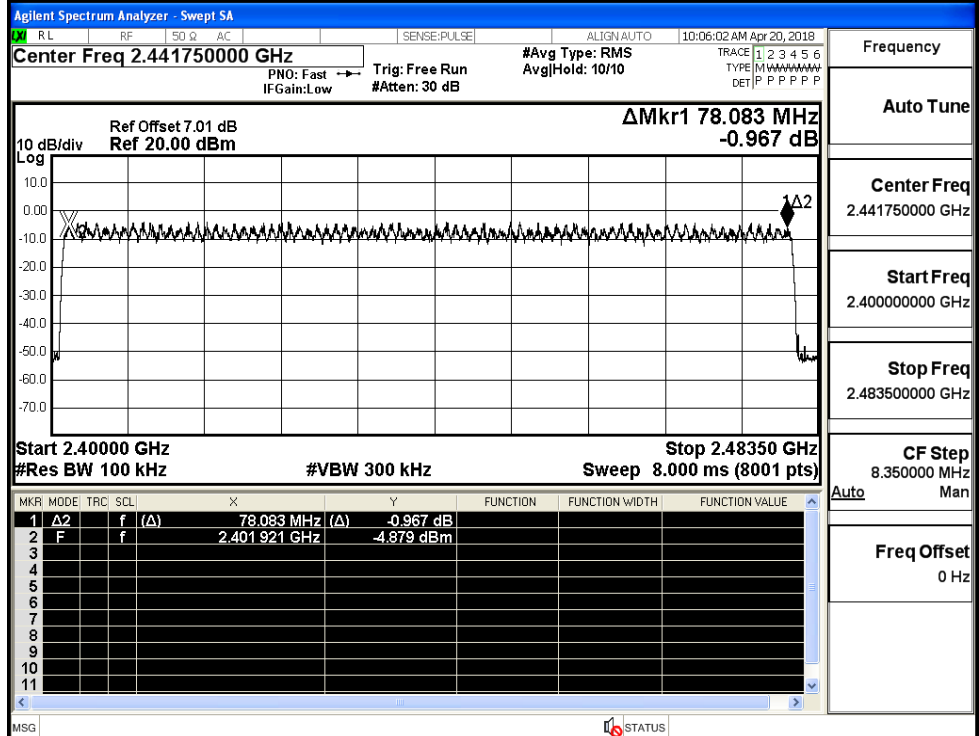 Agilent Spectrum Analyzer - Swept SA
LXI RL RF 50 Ω AC SENSE:PULSE ALIGN AUTO 10:06:02 AM Apr 20, 2018
Center Freq 2.441750000 GHz
PNO: Fast
IFGain:Low
Trig: Free Run
#Atten: 30 dB
#Avg Type: RMS
Avg|Hold: 10/10
TRACE 1 2 3 4 5 6
TYPE MWWWWW
DET P P P P P P
ΔMkr1 78.083 MHz
-0.967 dB
Ref Offset 7.01 dB
10 dB/div Ref 20.00 dBm
Log
10.0
0.00
-10.0
-20.0
-30.0
-40.0
-50.0
-60.0
-70.0
1Δ2
Start 2.40000 GHz Stop 2.48350 GHz
#Res BW 100 kHz #VBW 300 kHz Sweep 8.000 ms (8001 pts)
MKR MODE TRC SCL X Y FUNCTION FUNCTION WIDTH FUNCTION VALUE
1 Δ2 f (Δ) 78.083 MHz (Δ) -0.967 dB
2 F f 2.401 921 GHz -4.879 dBm
3
4
5
6
7
8
9
10
11
MSG STATUS
Frequency
Auto Tune
Center Freq
2.441750000 GHz
Start Freq
2.400000000 GHz
Stop Freq
2.483500000 GHz
CF Step
8.350000 MHz
Auto Man
Freq Offset
0 Hz